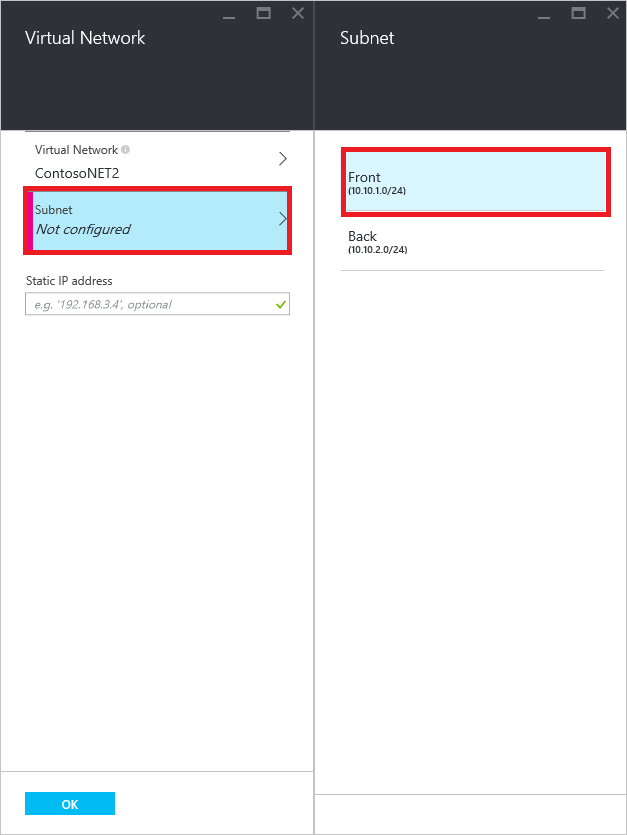 Virtual Network
Virtual Network
ContosoNET2
Subnet
Not configured
Static IP address
e.g. '192.168.3.4', optional
OK
Subnet
Front
(10.10.1.0/24)
Back
(10.10.2.0/24)